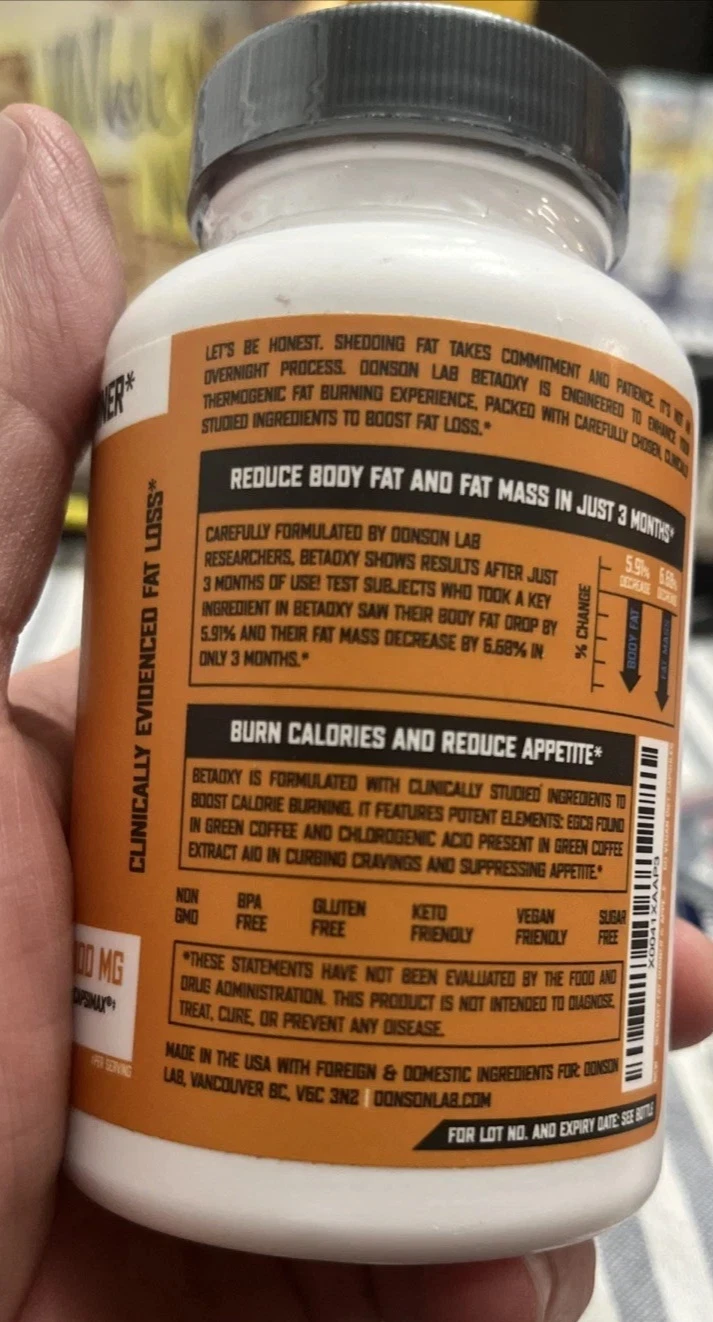 NER*
CLINICALLY EVIDENCED FAT LOSS*
00 MG
CAPSIMAX®‡
‡PER SERVING
LET'S BE HONEST. SHEDDING FAT TAKES COMMITMENT AND PATIENCE. IT'S NOT AN
OVERNIGHT PROCESS. DONSON LAB BETAOXY IS ENGINEERED TO ENHANCE YOUR
THERMOGENIC FAT BURNING EXPERIENCE, PACKED WITH CAREFULLY CHOSEN, CLINICALLY
STUDIED INGREDIENTS TO BOOST FAT LOSS.*
REDUCE BODY FAT AND FAT MASS IN JUST 3 MONTHS*
CAREFULLY FORMULATED BY DONSON LAB
RESEARCHERS, BETAOXY SHOWS RESULTS AFTER JUST
3 MONTHS OF USE! TEST SUBJECTS WHO TOOK A KEY
INGREDIENT IN BETAOXY SAW THEIR BODY FAT DROP BY
5.91% AND THEIR FAT MASS DECREASE BY 6.68% IN
ONLY 3 MONTHS.*
% CHANGE
5.91% 6.68%
DECREASE DECREASE
BODY FAT
FAT MASS
BURN CALORIES AND REDUCE APPETITE*
BETAOXY IS FORMULATED WITH CLINICALLY STUDIED INGREDIENTS TO
BOOST CALORIE BURNING. IT FEATURES POTENT ELEMENTS: EGCG FOUND
IN GREEN COFFEE AND CHLOROGENIC ACID PRESENT IN GREEN COFFEE
EXTRACT AID IN CURBING CRAVINGS AND SUPPRESSING APPETITE.*
NON BPA GLUTEN KETO VEGAN SUGAR
GMO FREE FREE FRIENDLY FRIENDLY FREE
*THESE STATEMENTS HAVE NOT BEEN EVALUATED BY THE FOOD AND
DRUG ADMINISTRATION. THIS PRODUCT IS NOT INTENDED TO DIAGNOSE,
TREAT, CURE, OR PREVENT ANY DISEASE.
MADE IN THE USA WITH FOREIGN & DOMESTIC INGREDIENTS FOR: DONSON
LAB, VANCOUVER BC, V6C 3N2 | DONSONLAB.COM
FOR LOT NO. AND EXPIRY DATE: SEE BOTTLE
X0041XAAP3